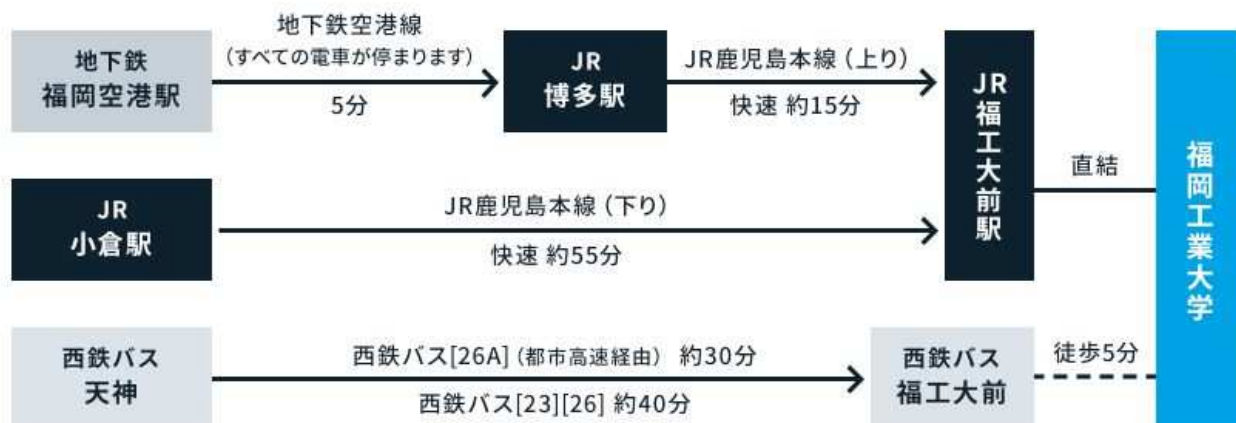 地下鉄
福岡空港駅
地下鉄空港線
(すべての電車が停まります)
5分
JR
博多駅
JR鹿児島本線(上り)
快速 約15分
JR福工大前駅
直結
福岡工業大学
JR
小倉駅
JR鹿児島本線(下り)
快速 約55分
西鉄バス
天神
西鉄バス[26A](都市高速経由) 約30分
西鉄バス[23][26] 約40分
西鉄バス
福工大前
徒歩5分